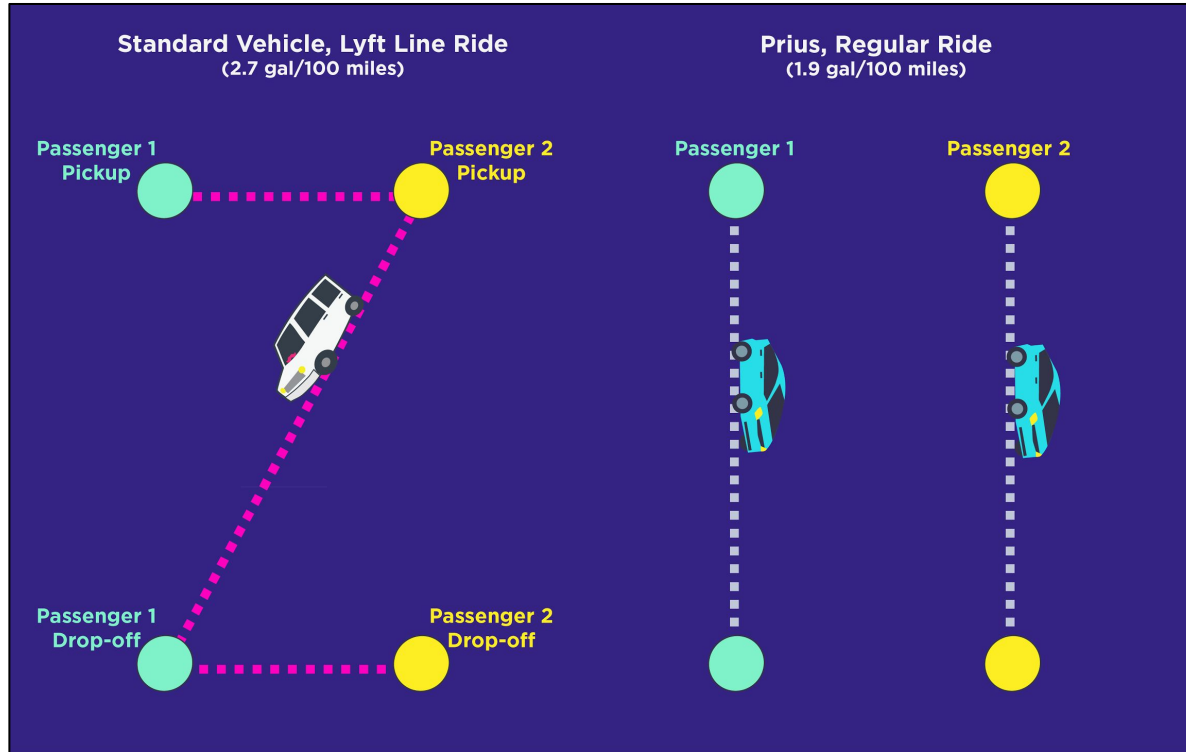 Standard Vehicle, Lyft Line Ride
(2.7 gal/100 miles)
Passenger 1
Pickup
Passenger 2
Pickup
Passenger 1
Drop-off
Passenger 2
Drop-off
Prius, Regular Ride
(1.9 gal/100 miles)
Passenger 1
Passenger 2